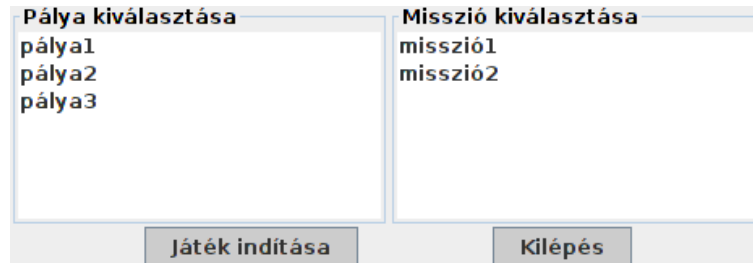 Pálya kiválasztása
pálya1
pálya2
pálya3
Misszió kiválasztása
misszió1
misszió2
Játék indítása
Kilépés